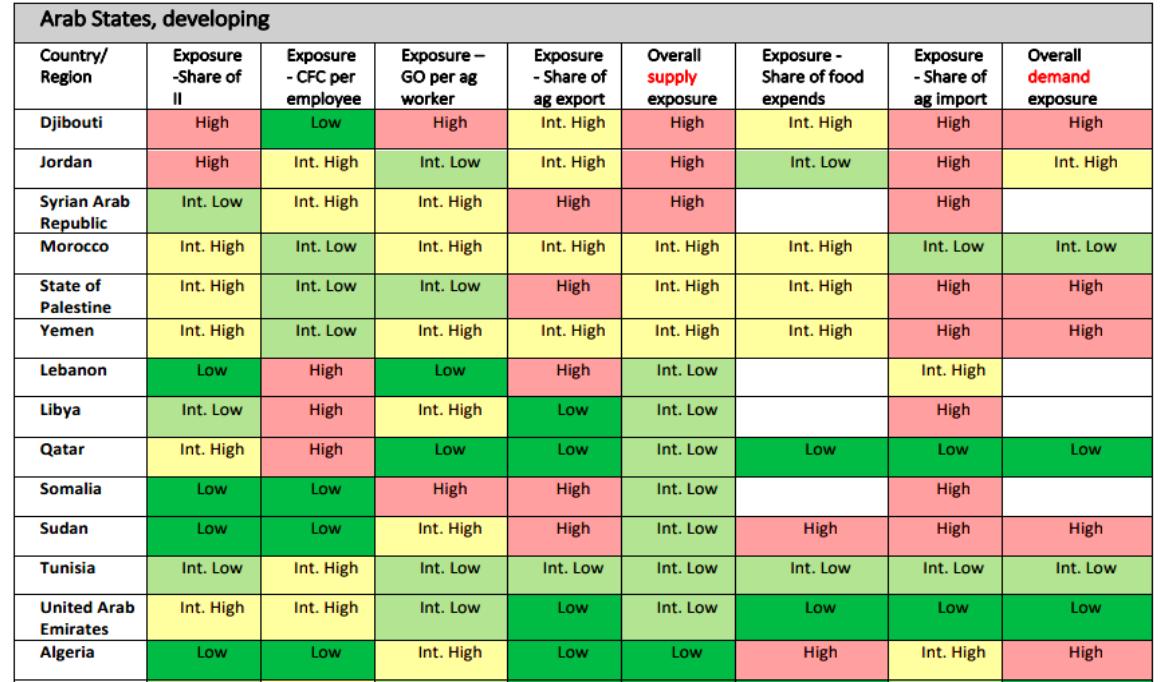 Arab States, developing
Country/ Exposure Exposure Exposure – Exposure Overall Exposure - Exposure Overall
Region -Share of - CFC per GO per ag - Share of supply Share of food - Share of demand
II employee worker ag export exposure expends ag import exposure
Djibouti High Low High Int. High High Int. High High High
Jordan High Int. High Int. Low Int. High High Int. Low High Int. High
Syrian Arab Int. Low Int. High Int. High High High High
Republic
Morocco Int. High Int. Low Int. High Int. High Int. High Int. High Int. Low Int. Low
State of Int. High Int. Low Int. Low High Int. High Int. High High High
Palestine
Yemen Int. High Int. Low Int. High Int. High Int. High Int. High High High
Lebanon Low High Low High Int. Low Int. High
Libya Int. Low High Int. High Low Int. Low High
Qatar Int. High High Low Low Int. Low Low Low Low
Somalia Low Low High High Int. Low High
Sudan Low Low Int. High High Int. Low High High High
Tunisia Int. Low Int. High Int. Low Int. Low Int. Low Int. Low Int. Low Int. Low
United Arab Int. High Int. High Int. Low Low Int. Low Low Low Low
Emirates
Algeria Low Low Int. High Low Low High Int. High High